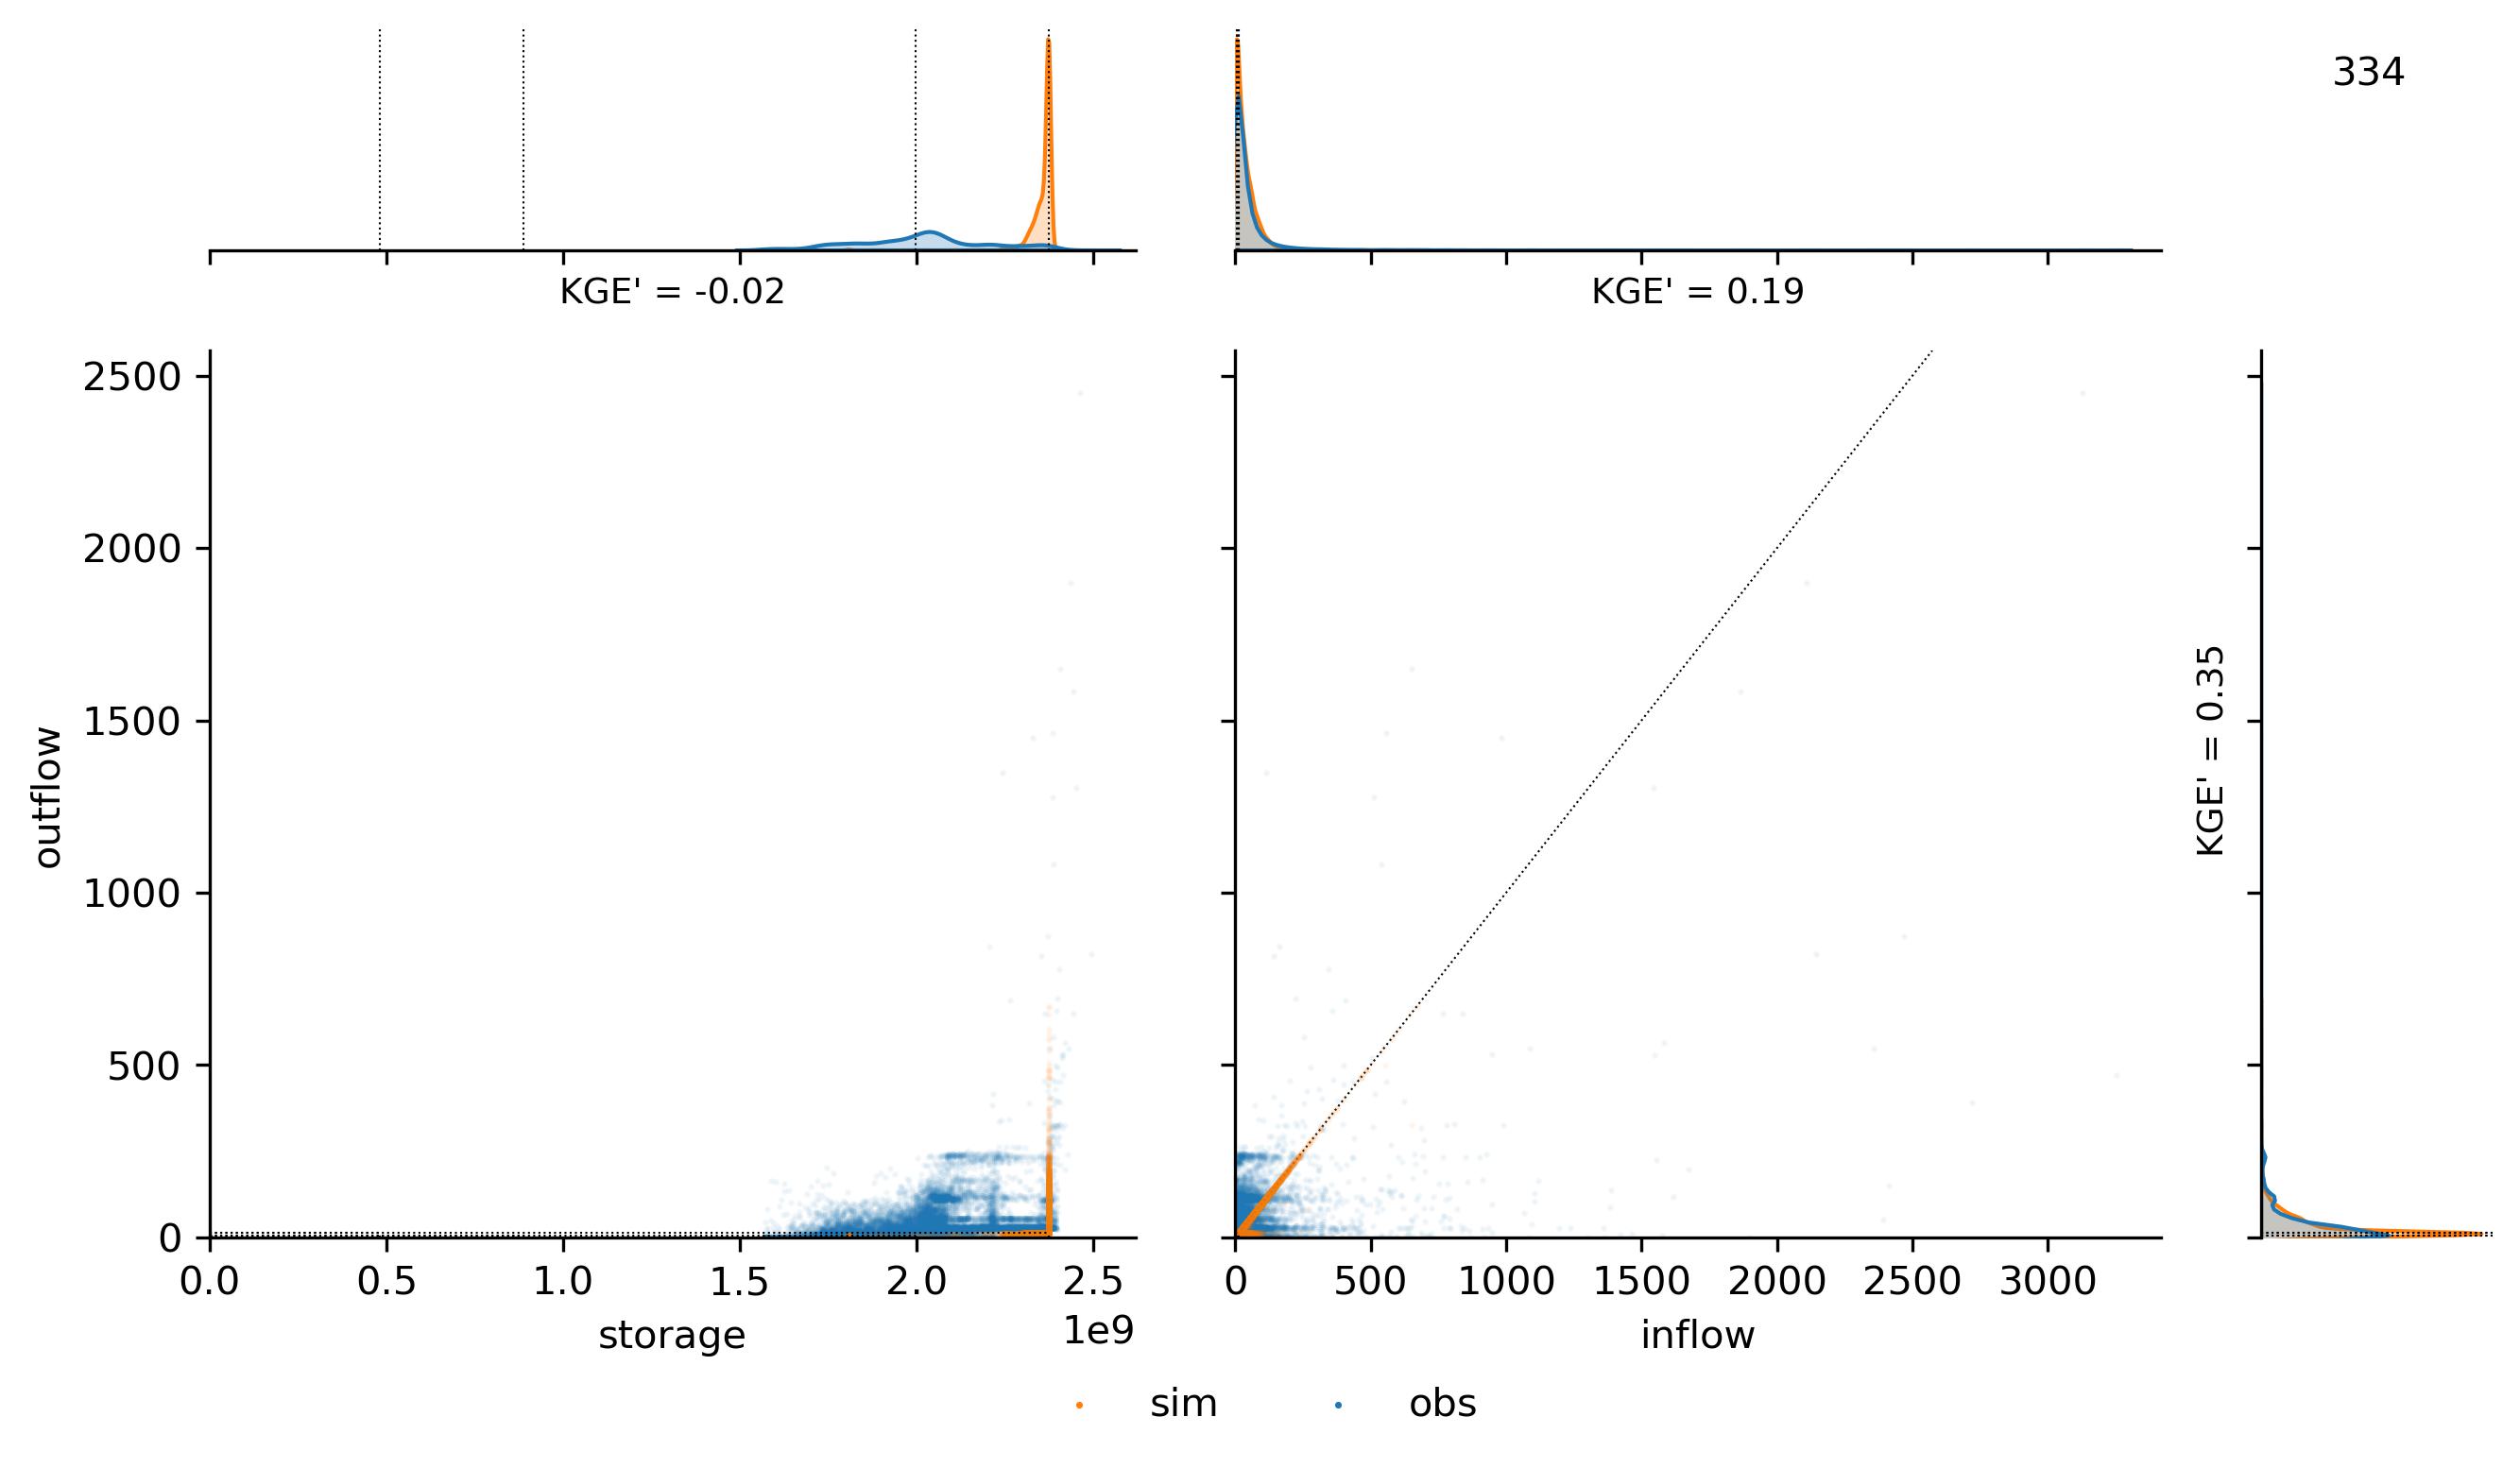 334
KGE' = -0.02
KGE' = 0.19
2500
2000
1500
1000
500
0
outflow
KGE' = 0.35
0.0 0.5 1.0 1.5 2.0 2.5
1e9
storage
0 500 1000 1500 2000 2500 3000
inflow
sim obs